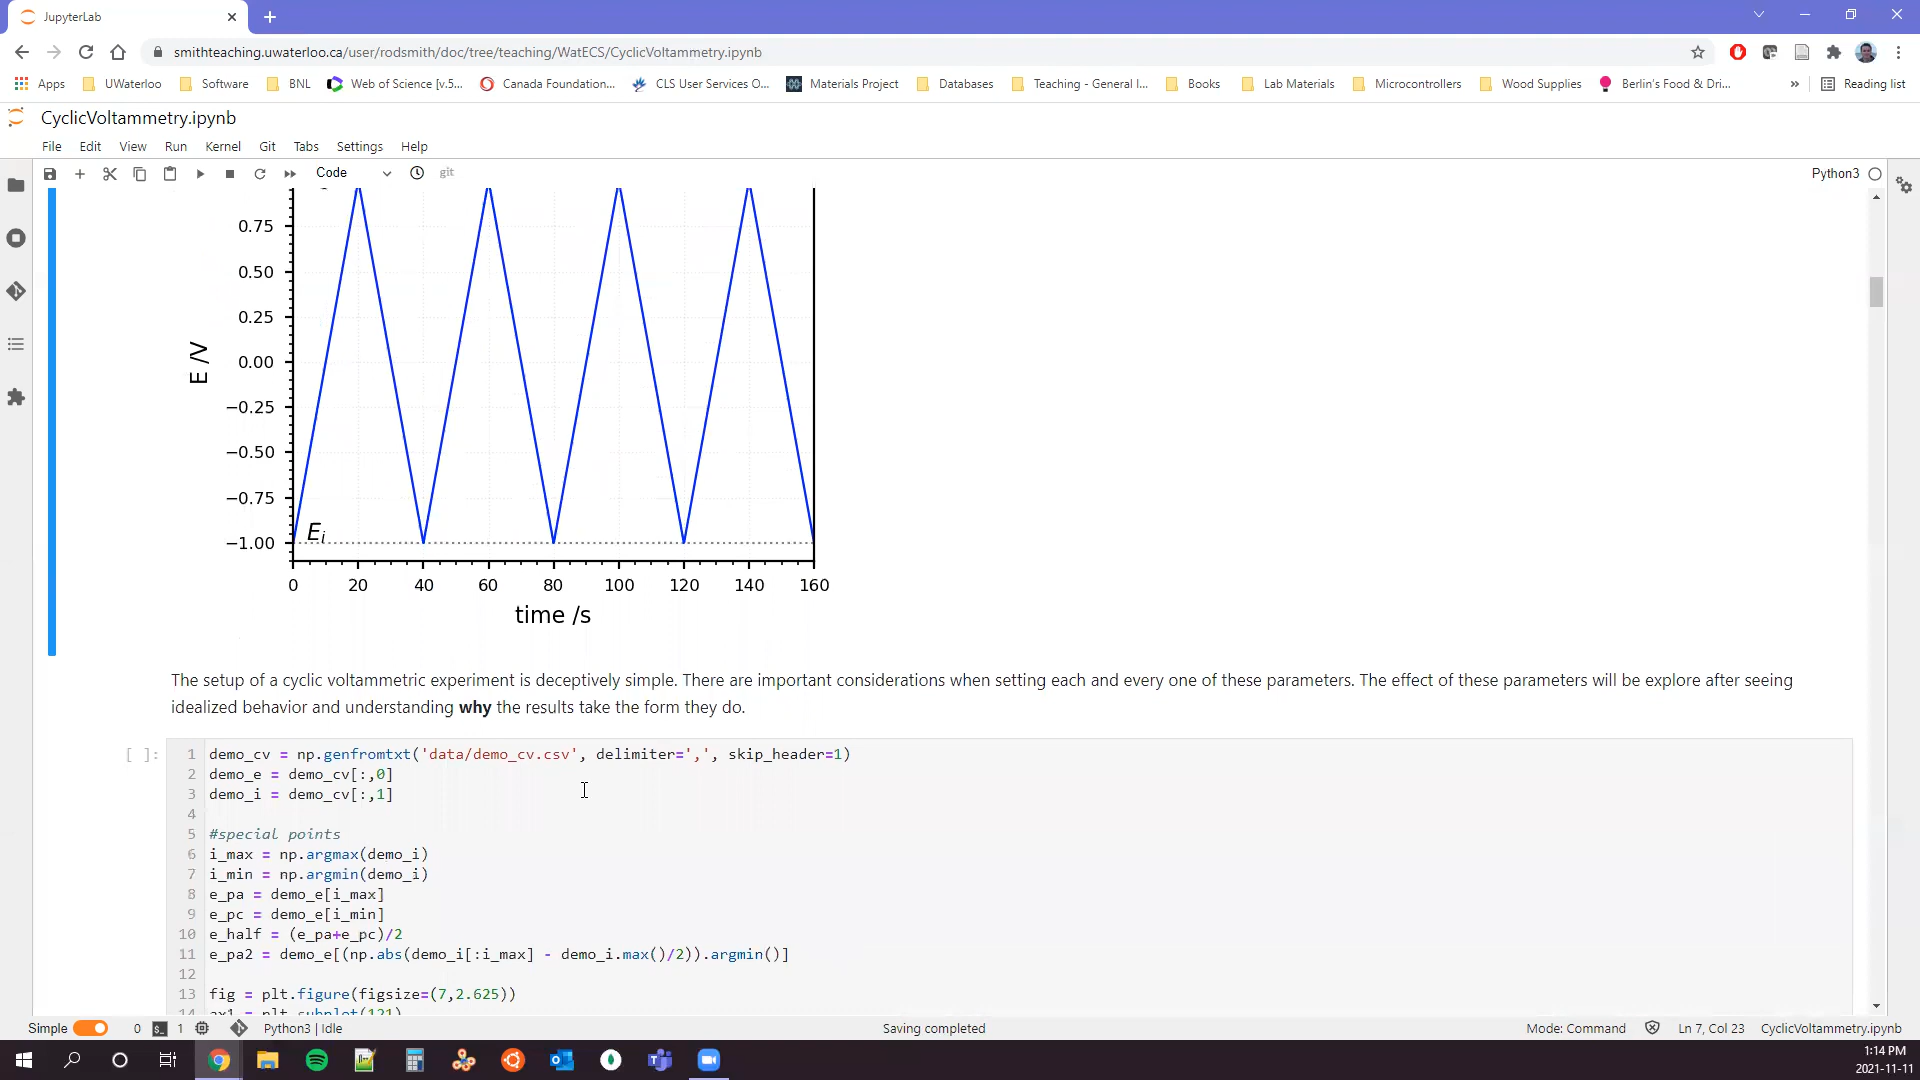 JupyterLab
smithteaching.uwaterloo.ca/user/rodsmith/doc/tree/teaching/WatECS/CyclicVoltammetry.ipynb
Apps UWaterloo Software BNL Web of Science [v.5... Canada Foundation... CLS User Services O... Materials Project Databases Teaching - General I... Books Lab Materials Microcontrollers Wood Supplies Berlin's Food & Dri... » Reading list
CyclicVoltammetry.ipynb
File Edit View Run Kernel Git Tabs Settings Help
Code git Python3
0.75
0.50
0.25
0.00
−0.25
−0.50
−0.75
−1.00
E /V
Ei
0 20 40 60 80 100 120 140 160
time /s
The setup of a cyclic voltammetric experiment is deceptively simple. There are important considerations when setting each and every one of these parameters. The effect of these parameters will be explore after seeing
idealized behavior and understanding why the results take the form they do.
[ ]: 1 demo_cv = np.genfromtxt('data/demo_cv.csv', delimiter=',', skip_header=1)
2 demo_e = demo_cv[:,0]
3 demo_i = demo_cv[:,1]
4
5 #special points
6 i_max = np.argmax(demo_i)
7 i_min = np.argmin(demo_i)
8 e_pa = demo_e[i_max]
9 e_pc = demo_e[i_min]
10 e_half = (e_pa+e_pc)/2
11 e_pa2 = demo_e[(np.abs(demo_i[:i_max] - demo_i.max()/2)).argmin()]
12
13 fig = plt.figure(figsize=(7,2.625))
14 ax1 = plt.subplot(121)
Simple 0 1 Python3 | Idle Saving completed Mode: Command Ln 7, Col 23 CyclicVoltammetry.ipynb
1:14 PM
2021-11-11